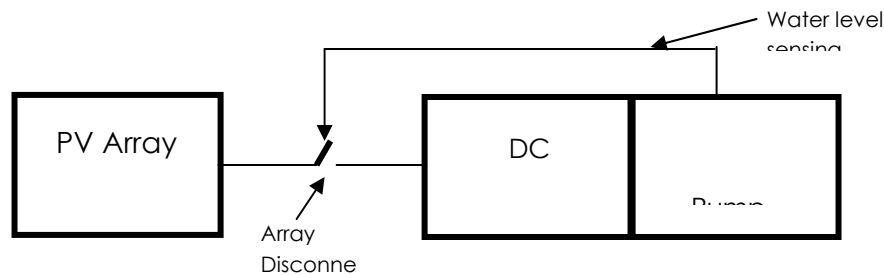 Water level
sensing
PV Array
DC
Array
Disconne